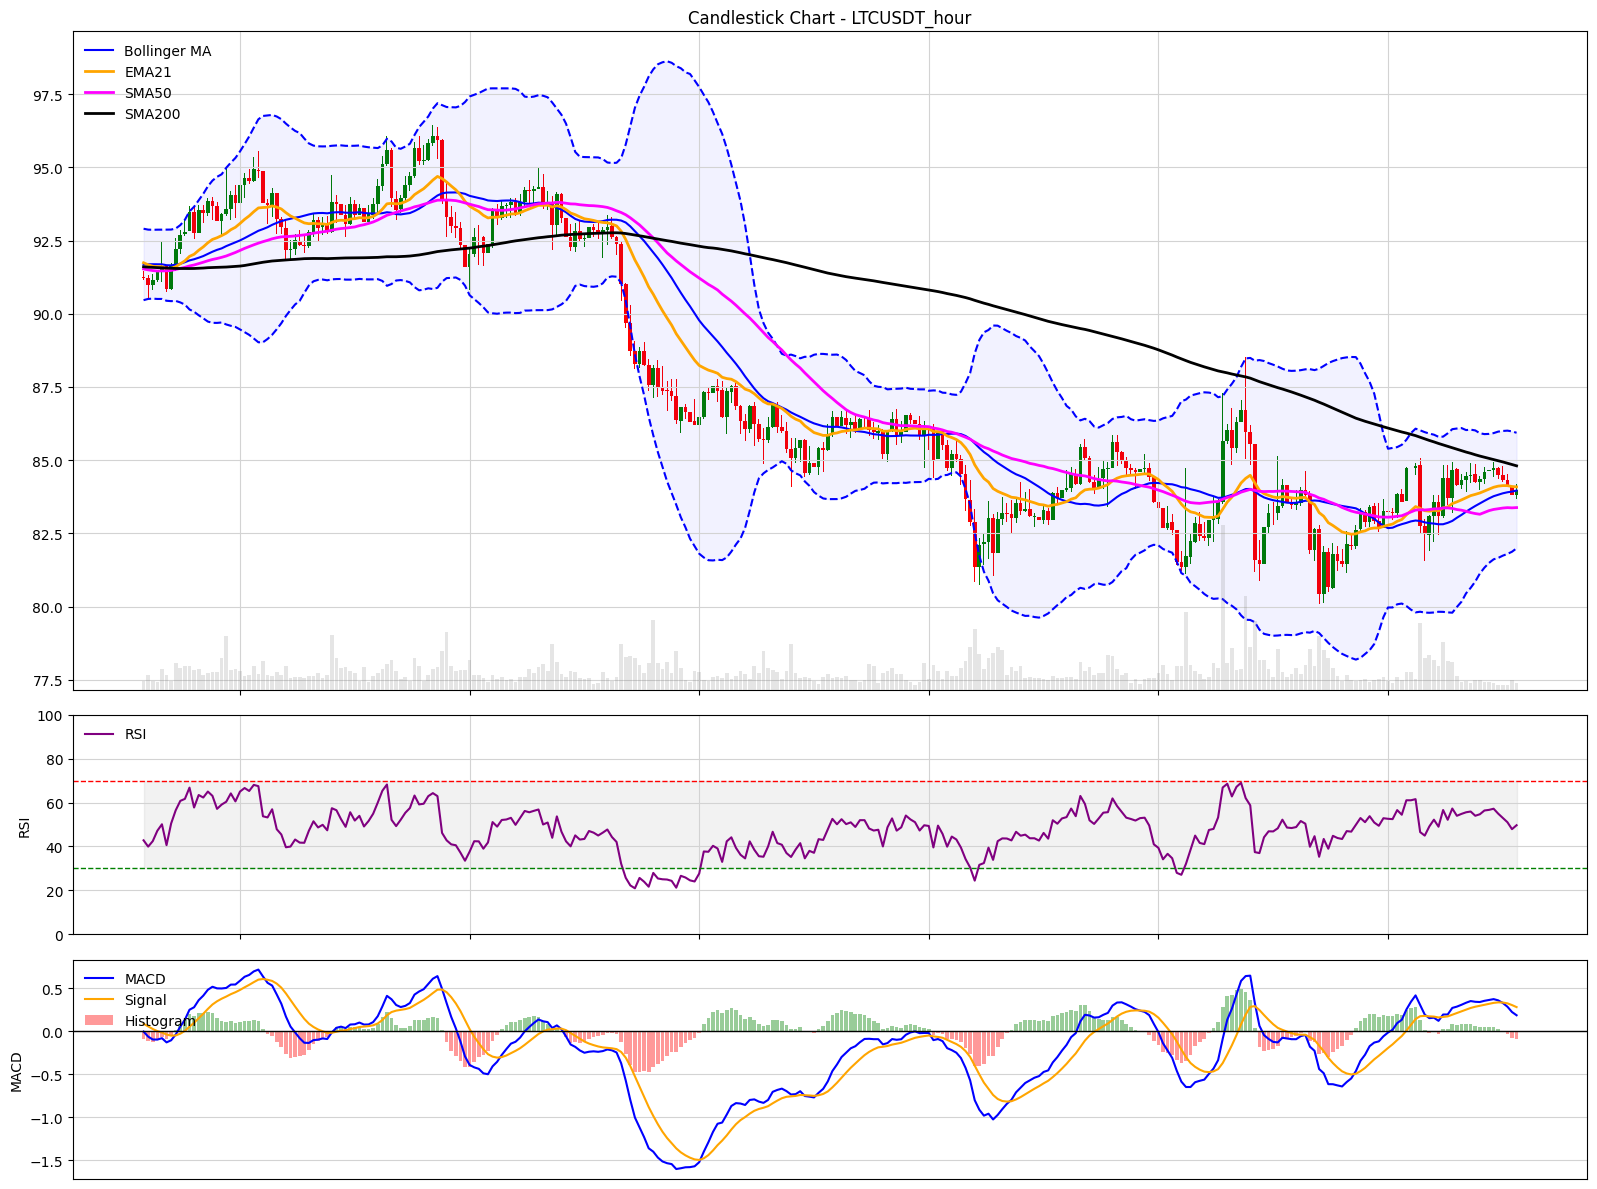 Candlestick Chart - LTCUSDT_hour
Bollinger MA
EMA21
SMA50
SMA200
97.5
95.0
92.5
90.0
87.5
85.0
82.5
80.0
77.5
RSI
100
80
60
40
20
0
RSI
MACD
Signal
Histogram
0.5
0.0
−0.5
−1.0
−1.5
MACD